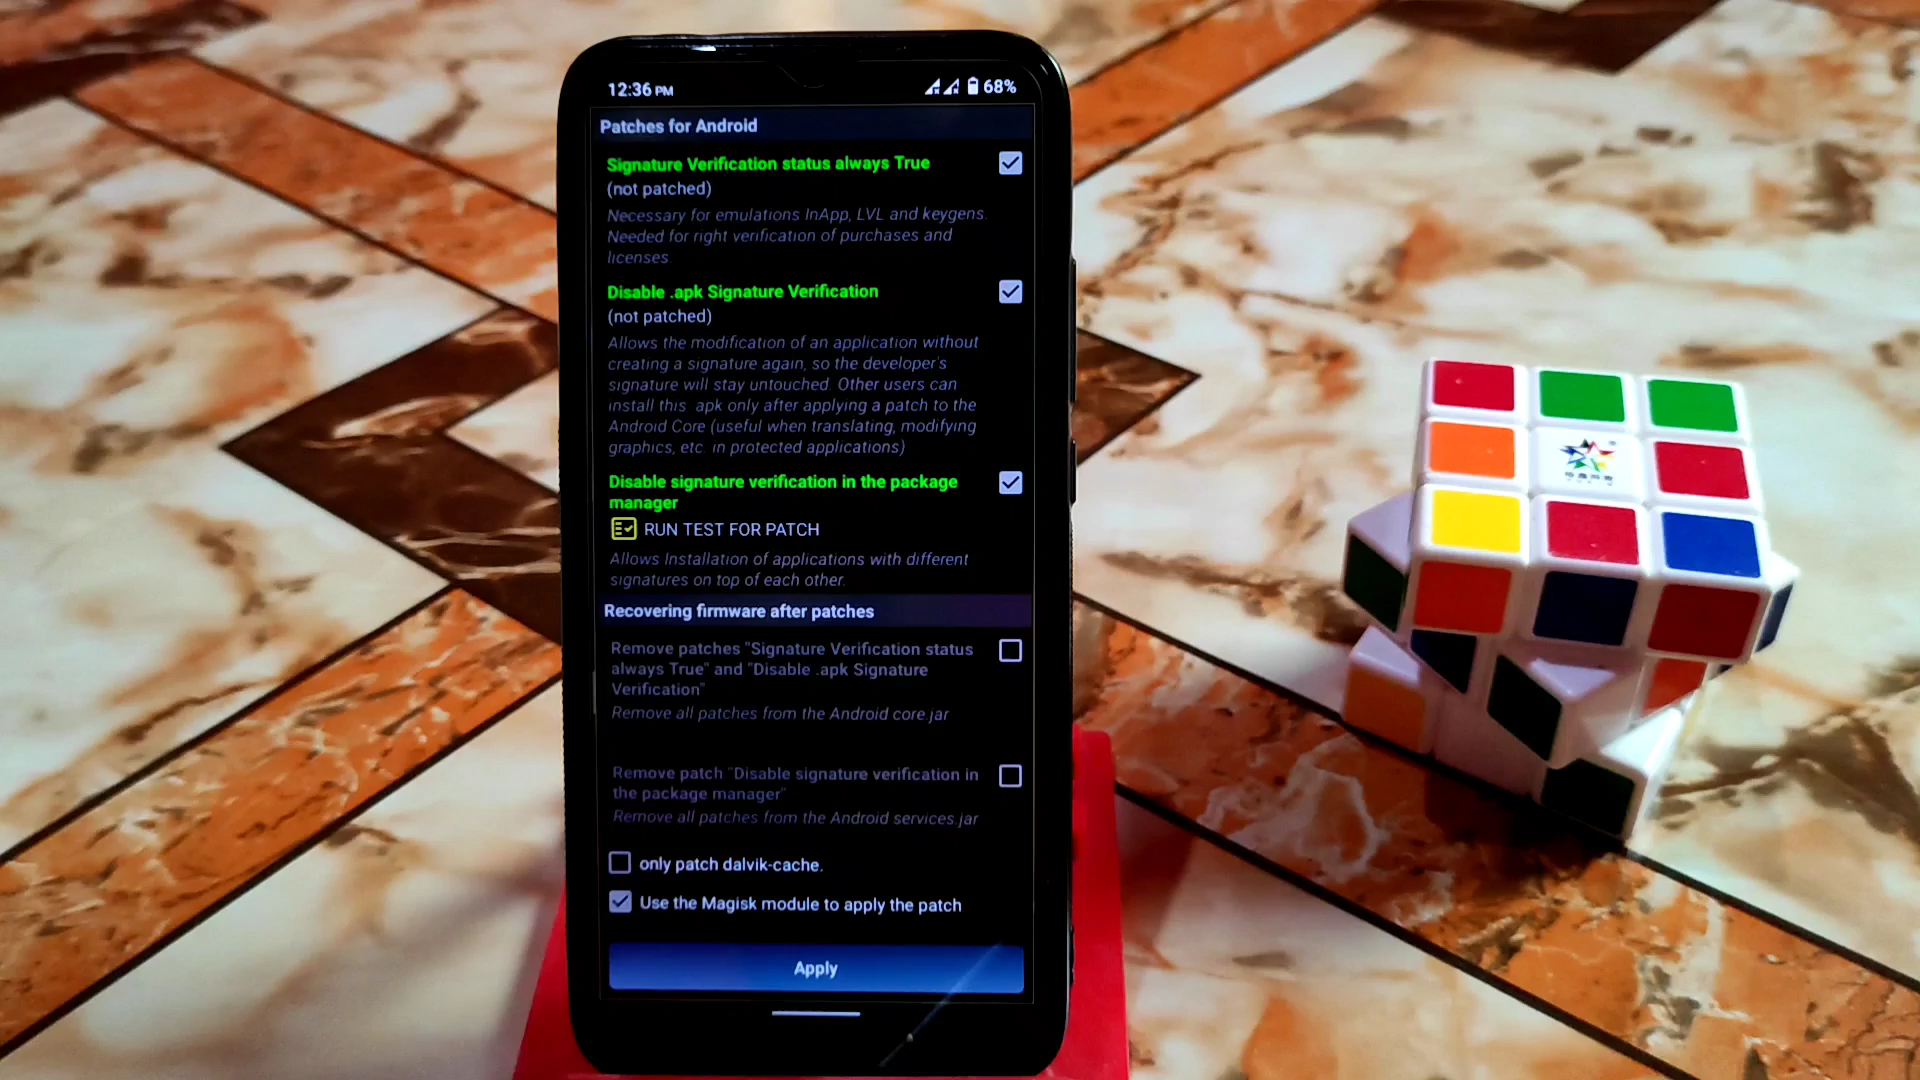 12:36 PM 68%
Patches for Android
Signature Verification status always True
(not patched)
Necessary for emulations InApp, LVL and keygens.
Needed for right verification of purchases and
licenses
Disable .apk Signature Verification
(not patched)
Allows the modification of an application without
creating a signature again, so the developer's
signature will stay untouched. Other users can
install this apk only after applying a patch to the
Android Core (useful when translating, modifying
graphics, etc. in protected applications)
Disable signature verification in the package
manager
RUN TEST FOR PATCH
Allows Installation of applications with different
signatures on top of each other.
Recovering firmware after patches
Remove patches "Signature Verification status
always True" and "Disable .apk Signature
Verification"
Remove all patches from the Android core.jar
Remove patch "Disable signature verification in
the package manager"
Remove all patches from the Android services.jar
only patch dalvik-cache.
Use the Magisk module to apply the patch
Apply